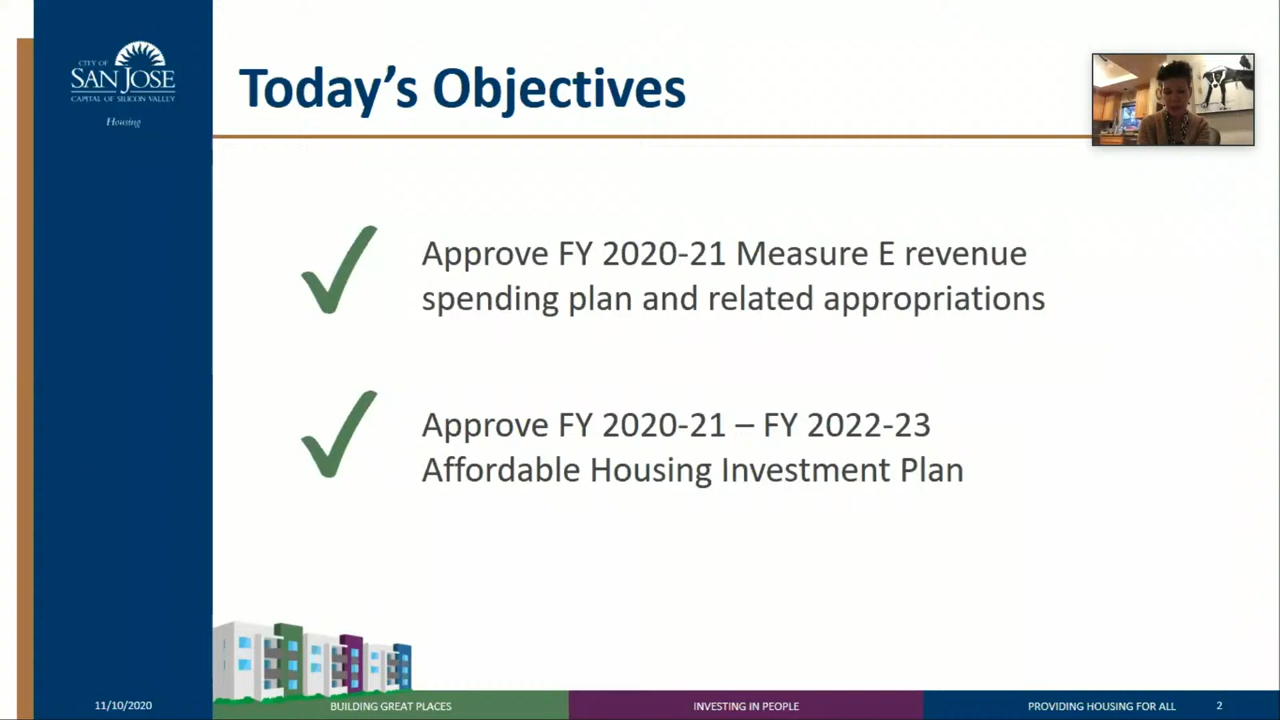 CITY OF
SAN JOSE
CAPITAL OF SILICON VALLEY
Housing
Today's Objectives
Approve FY 2020-21 Measure E revenue
spending plan and related appropriations
Approve FY 2020-21 – FY 2022-23
Affordable Housing Investment Plan
11/10/2020
BUILDING GREAT PLACES
INVESTING IN PEOPLE
PROVIDING HOUSING FOR ALL
2